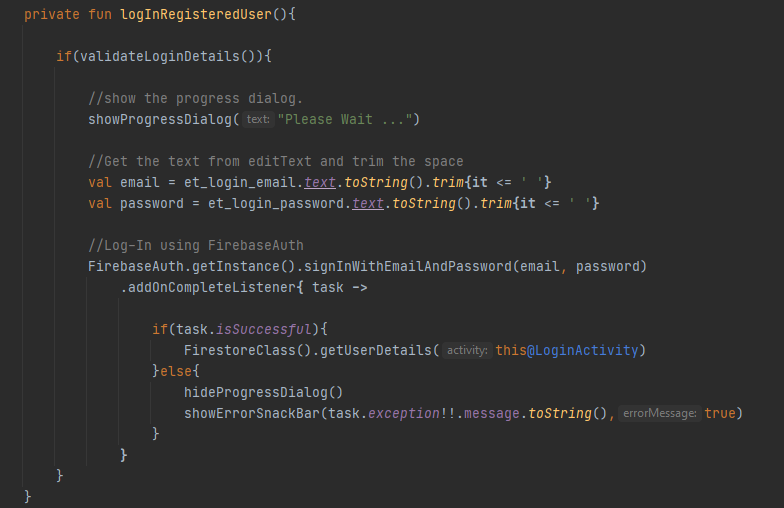 private fun logInRegisteredUser(){
if(validateLoginDetails()){
//show the progress dialog.
showProgressDialog( text: "Please Wait ...")
//Get the text from editText and trim the space
val email = et_login_email.text.toString().trim{it <= ' '}
val password = et_login_password.text.toString().trim{it <= ' '}
//Log-In using FirebaseAuth
FirebaseAuth.getInstance().signInWithEmailAndPassword(email, password)
.addOnCompleteListener{ task ->
if(task.isSuccessful){
FirestoreClass().getUserDetails( activity: this@LoginActivity)
}else{
hideProgressDialog()
showErrorSnackBar(task.exception!!.message.toString(), errorMessage: true)
}
}
}
}